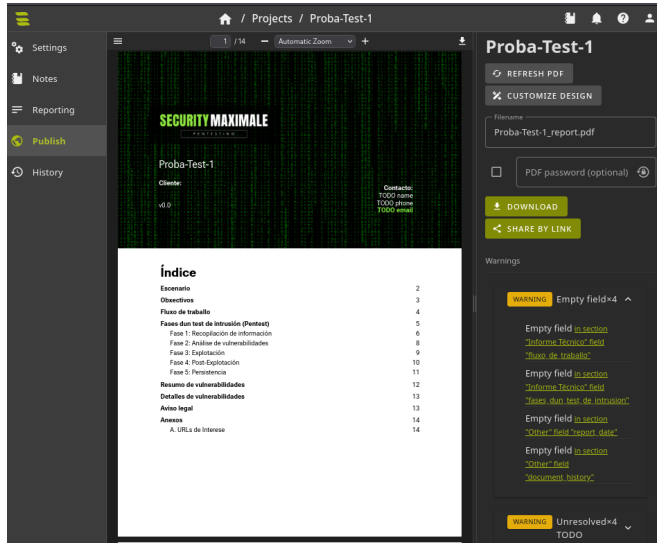 / Projects / Proba-Test-1
Settings
Notes
Reporting
Publish
History
1 /14 − Automatic Zoom +
SECURITYMAXIMALE
PENTESTING
Proba-Test-1
Cliente:
v0.0
Contacto:
TODO name
TODO phone
TODO email
Índice
Escenario 2
Obxectivos 3
Fluxo de traballo 4
Fases dun test de intrusión (Pentest) 5
Fase 1: Recopilación de información 6
Fase 2: Análise de vulnerabilidades 8
Fase 3: Explotación 9
Fase 4: Post-Explotación 10
Fase 5: Persistencia 11
Resumo de vulnerabilidades 12
Detalles de vulnerabilidades 13
Aviso legal 13
Anexos 14
A. URLs de Interese 14
Proba-Test-1
REFRESH PDF
CUSTOMIZE DESIGN
Filename
Proba-Test-1_report.pdf
PDF password (optional)
DOWNLOAD
SHARE BY LINK
Warnings
WARNING Empty field×4
Empty field in section
"Informe Técnico" field
"fluxo_de_traballo"
Empty field in section
"Informe Técnico" field
"fases_dun_test_de_intrusion"
Empty field in section
"Other" field "report_date"
Empty field in section
"Other" field
"document_history"
WARNING Unresolved×4
TODO